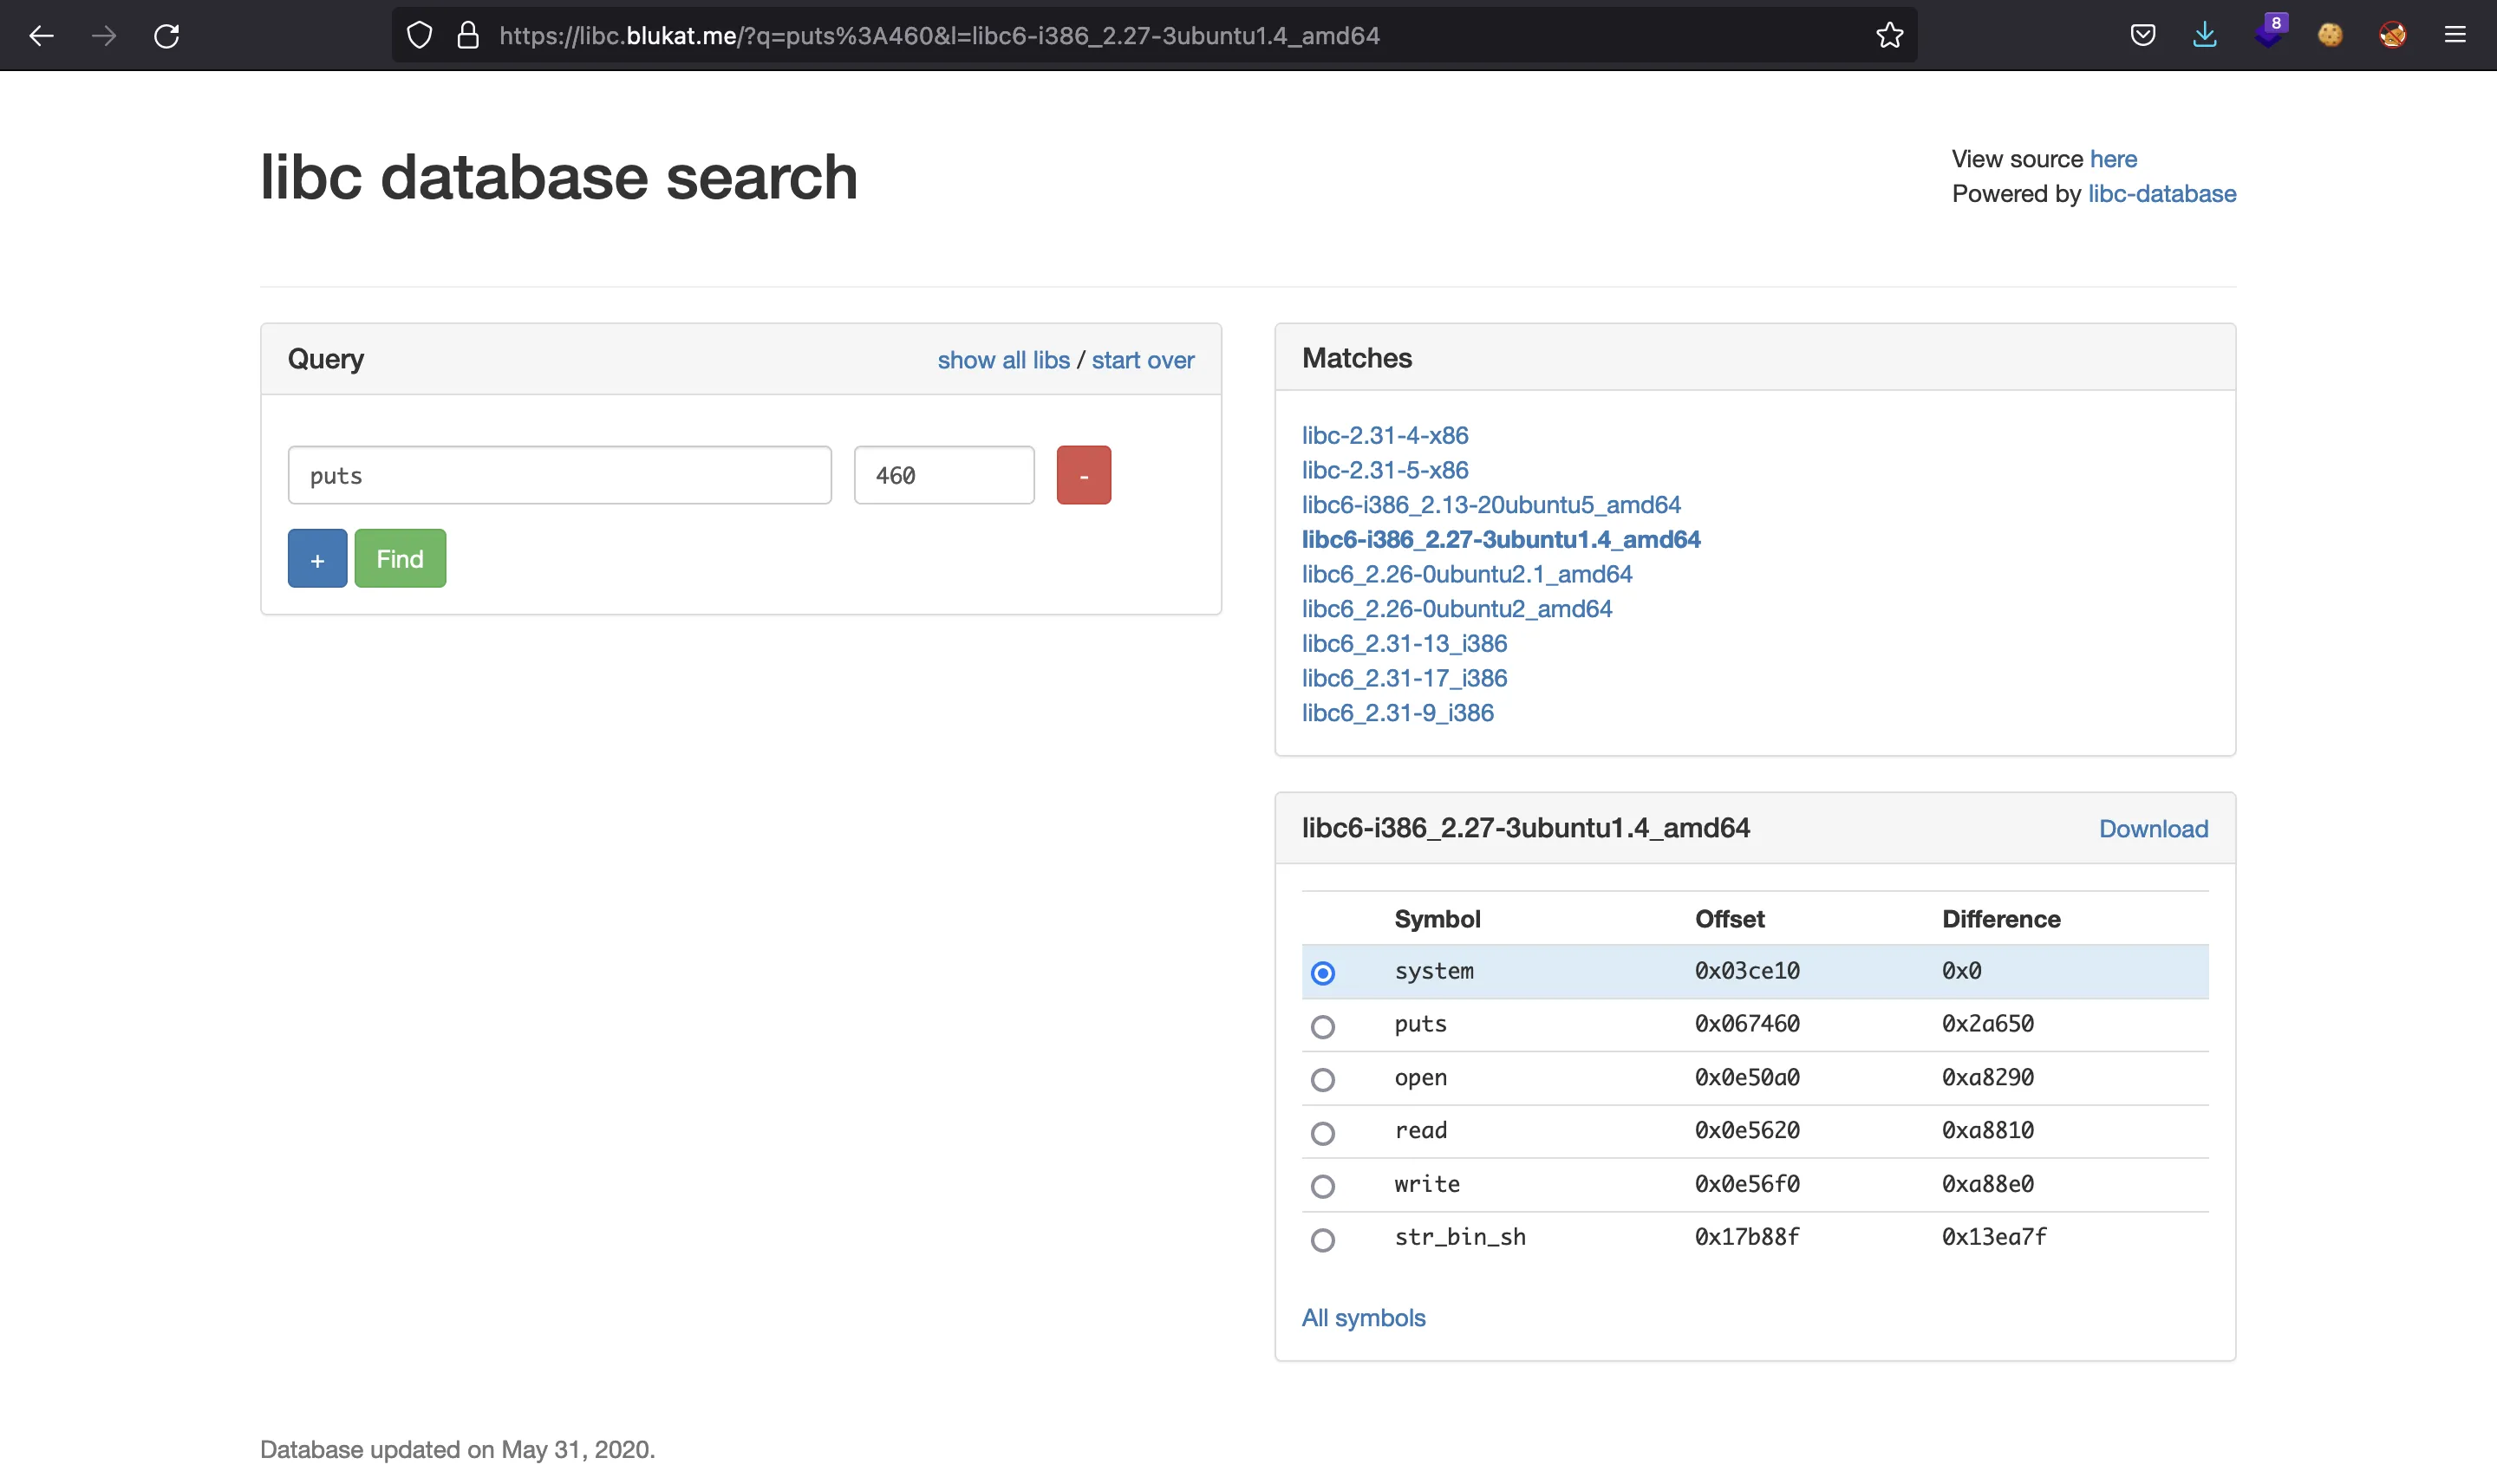 https://libc.blukat.me/?q=puts%3A460&l=libc6-i386_2.27-3ubuntu1.4_amd64
8
libc database search
View source here
Powered by libc-database
Query
show all libs / start over
puts
460
-
+
Find
Matches
libc-2.31-4-x86
libc-2.31-5-x86
libc6-i386_2.13-20ubuntu5_amd64
libc6-i386_2.27-3ubuntu1.4_amd64
libc6_2.26-0ubuntu2.1_amd64
libc6_2.26-0ubuntu2_amd64
libc6_2.31-13_i386
libc6_2.31-17_i386
libc6_2.31-9_i386
libc6-i386_2.27-3ubuntu1.4_amd64
Download
Symbol Offset Difference
system 0x03ce10 0x0
puts 0x067460 0x2a650
open 0x0e50a0 0xa8290
read 0x0e5620 0xa8810
write 0x0e56f0 0xa88e0
str_bin_sh 0x17b88f 0x13ea7f
All symbols
Database updated on May 31, 2020.